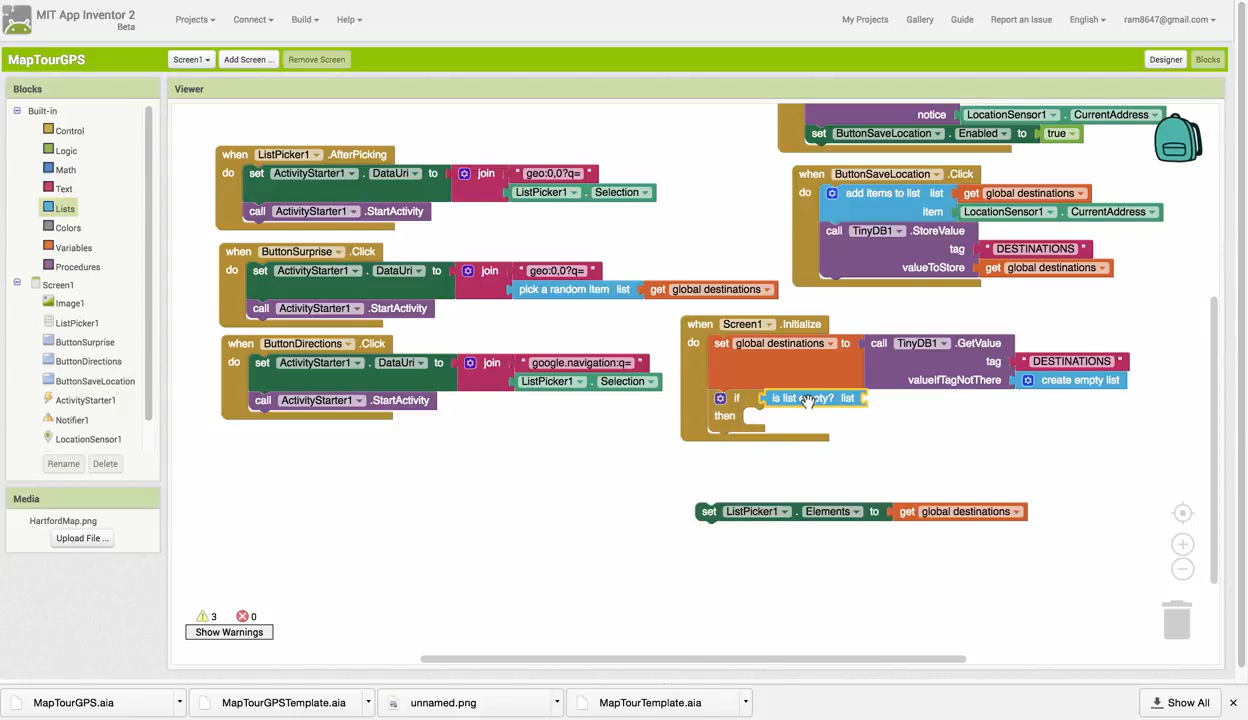 MIT App Inventor 2
Beta
Projects Connect Build Help
My Projects Gallery Guide Report an Issue English ram8647@gmail.com
MapTourGPS
Screen1 Add Screen ... Remove Screen
Designer Blocks
Blocks
Built-in
Control
Logic
Math
Text
Lists
Colors
Variables
Procedures
Screen1
Image1
ListPicker1
ButtonSurprise
ButtonDirections
ButtonSaveLocation
ActivityStarter1
Notifier1
LocationSensor1
Rename Delete
Media
HartfordMap.png
Upload File ...
Viewer
when ListPicker1 .AfterPicking
do set ActivityStarter1 . DataUri to join " geo:0,0?q= "
ListPicker1 . Selection
call ActivityStarter1 .StartActivity
when ButtonSurprise .Click
do set ActivityStarter1 . DataUri to join " geo:0,0?q= "
pick a random item list get global destinations
call ActivityStarter1 .StartActivity
when ButtonDirections .Click
do set ActivityStarter1 . DataUri to join " google.navigation:q= "
ListPicker1 . Selection
call ActivityStarter1 .StartActivity
notice LocationSensor1 . CurrentAddress
set ButtonSaveLocation . Enabled to true
when ButtonSaveLocation .Click
do add items to list list get global destinations
item LocationSensor1 . CurrentAddress
call TinyDB1 .StoreValue
tag " DESTINATIONS "
valueToStore get global destinations
when Screen1 .Initialize
do set global destinations to call TinyDB1 .GetValue
tag " DESTINATIONS "
valueIfTagNotThere create empty list
if is list empty? list
then
set ListPicker1 . Elements to get global destinations
3 0
Show Warnings
MapTourGPS.aia MapTourGPSTemplate.aia unnamed.png MapTourTemplate.aia Show All